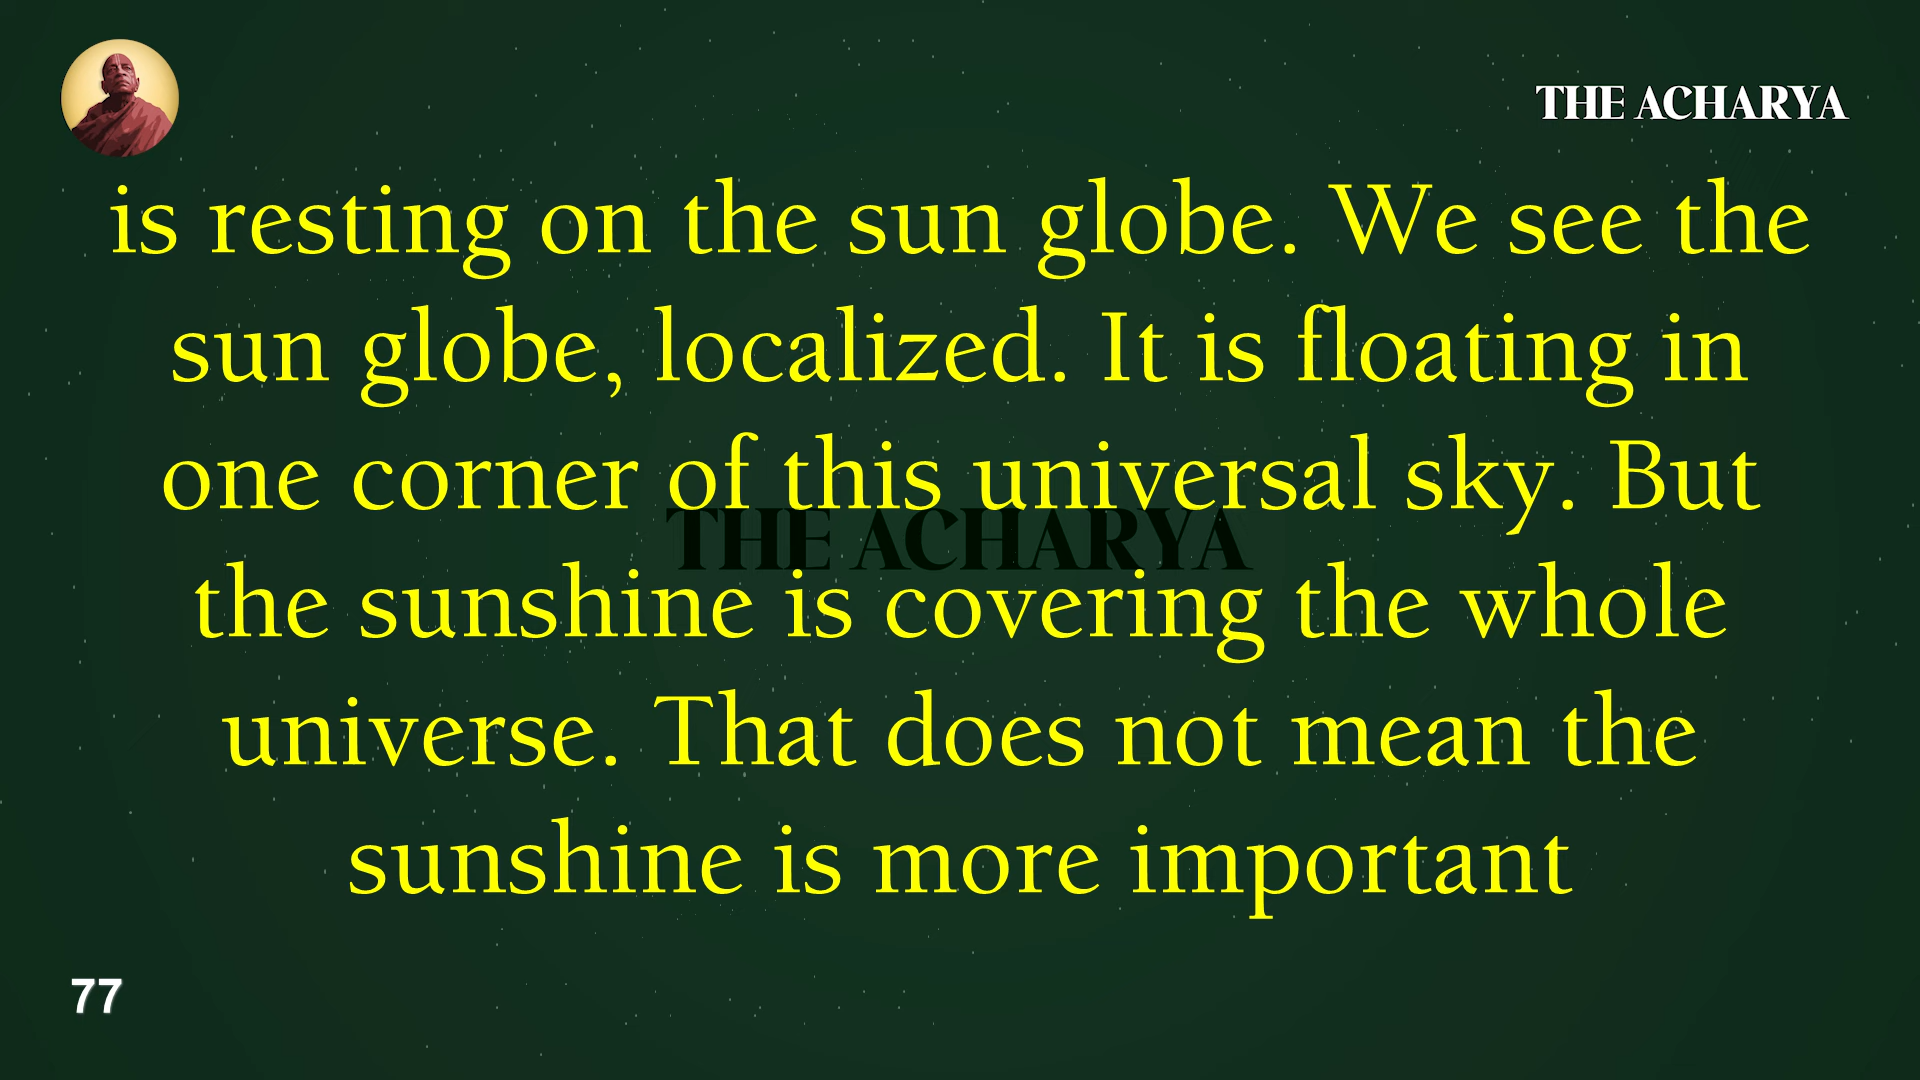 THE ACHARYA
is resting on the sun globe. We see the
sun globe, localized. It is floating in
one corner of this universal sky. But
THE ACHARYA
the sunshine is covering the whole
universe. That does not mean the
sunshine is more important
77